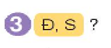 3 Đ, S ?